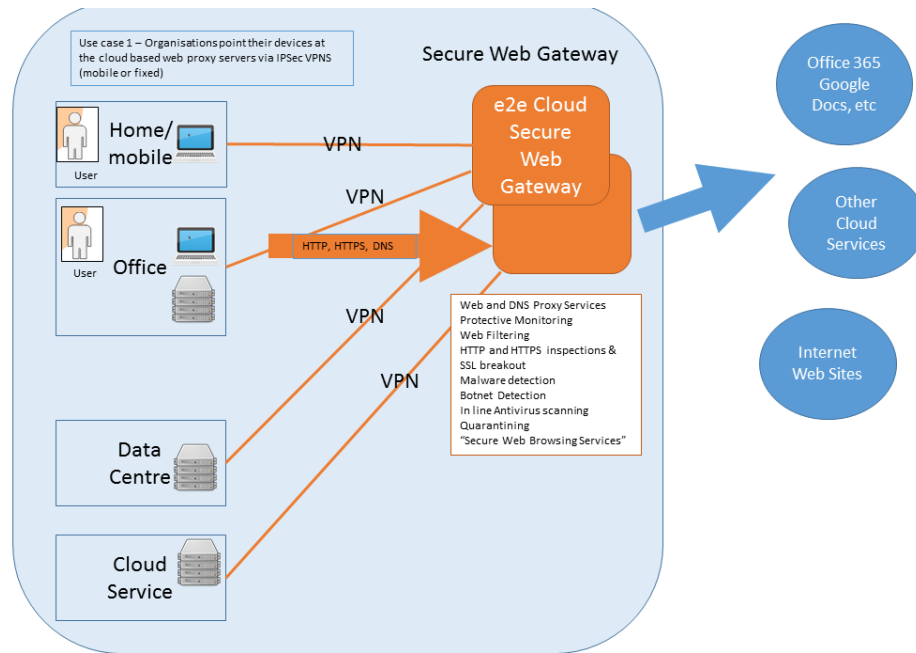 Use case 1 – Organisations point their devices at
the cloud based web proxy servers via IPSec VPNS
(mobile or fixed)
Secure Web Gateway
Home/
mobile
User
VPN
e2e Cloud
Secure
Web
Gateway
Office 365
Google
Docs, etc
VPN
Office
User
HTTP, HTTPS, DNS
Other
Cloud
Services
VPN
VPN
Web and DNS Proxy Services
Protective Monitoring
Web Filtering
HTTP and HTTPS inspections &
SSL breakout
Malware detection
Botnet Detection
In line Antivirus scanning
Quarantining
“Secure Web Browsing Services”
Internet
Web Sites
Data
Centre
Cloud
Service